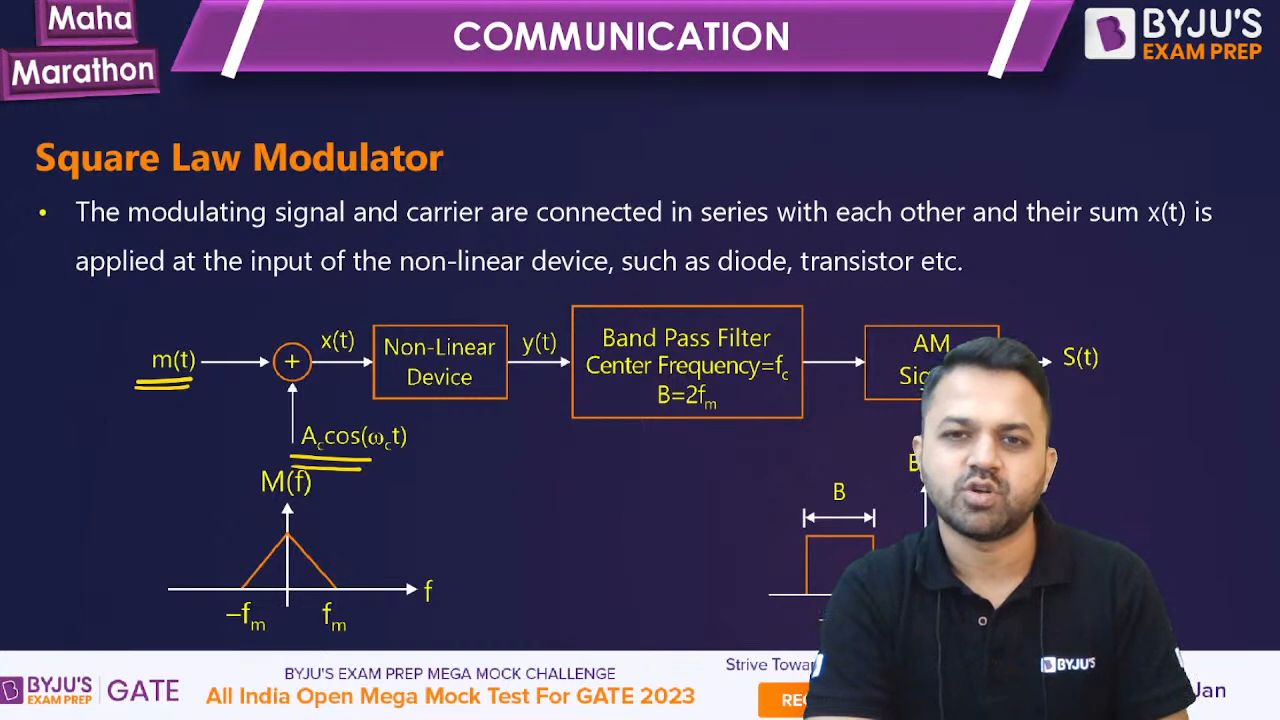 Maha
Marathon
COMMUNICATION
BYJU'S
EXAM PREP
Square Law Modulator
• The modulating signal and carrier are connected in series with each other and their sum x(t) is
applied at the input of the non-linear device, such as diode, transistor etc.
m(t)
+
x(t)
Non-Linear
Device
y(t)
Band Pass Filter
Center Frequency=fc
B=2fm
AM
S(t)
Accos(ωct)
M(f)
f
−fm
fm
B
BYJU'S
BYJU'S
EXAM PREP
GATE
BYJU'S EXAM PREP MEGA MOCK CHALLENGE
All India Open Mega Mock Test For GATE 2023
Strive
Jan